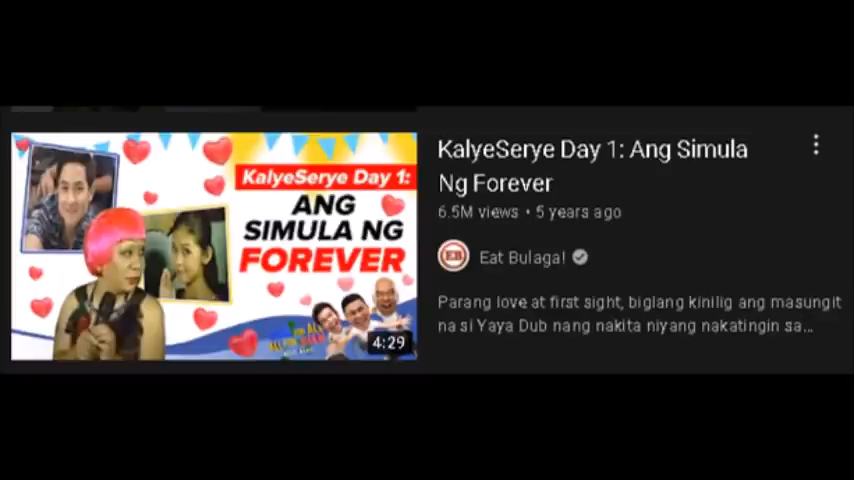 KalyeSerye Day 1:
ANG
SIMULA NG
FOREVER
4:29
KalyeSerye Day 1: Ang Simula
Ng Forever
6.5M views • 5 years ago
EB
Eat Bulaga!
Parang love at first sight, biglang kinilig ang masungit
na si Yaya Dub nang nakita niyang nakatingin sa...